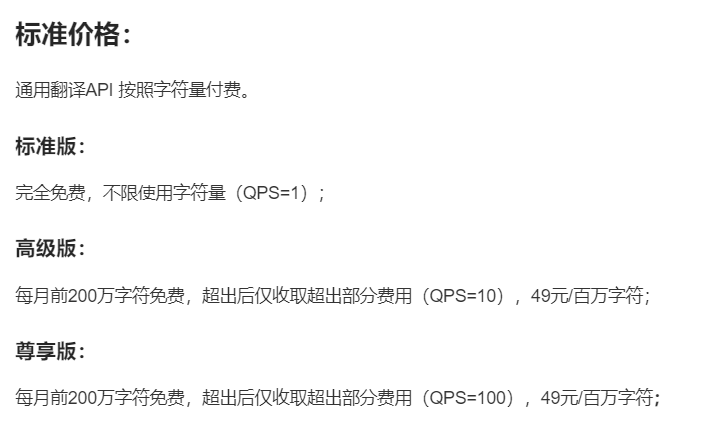 标准价格：
通用翻译API 按照字符量付费。
标准版：
完全免费，不限使用字符量（QPS=1）；
高级版：
每月前200万字符免费，超出后仅收取超出部分费用（QPS=10），49元/百万字符；
尊享版：
每月前200万字符免费，超出后仅收取超出部分费用（QPS=100），49元/百万字符；